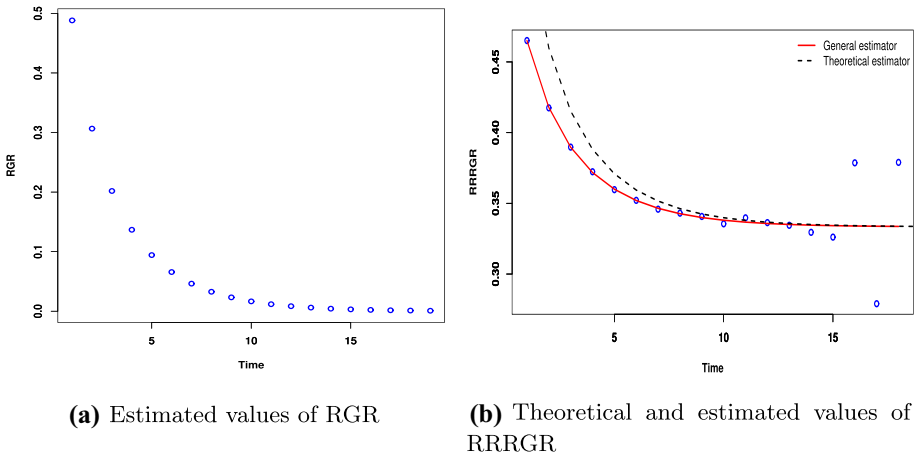 RGR
0.0 0.1 0.2 0.3 0.4 0.5
5 10 15
Time
(a) Estimated values of RGR
General estimator
Theoretical estimator
RRRGR
0.30 0.35 0.40 0.45
5 10 15
Time
(b) Theoretical and estimated values of
RRRGR